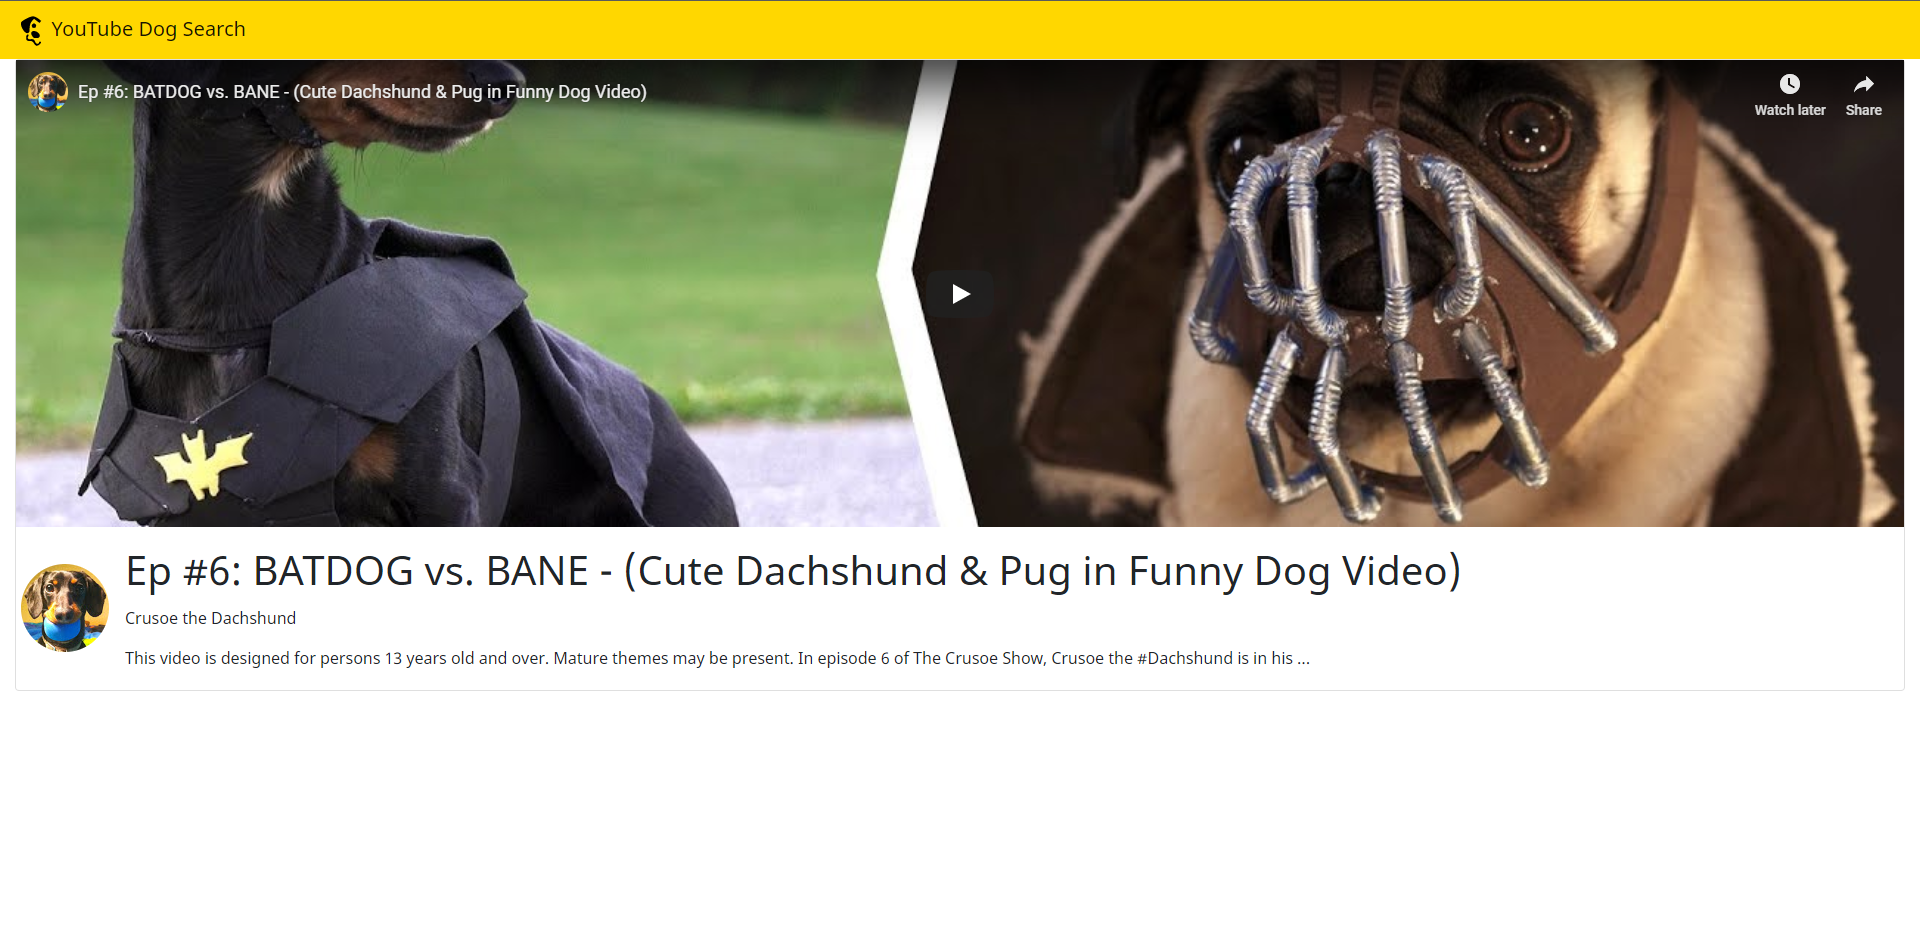 YouTube Dog Search
Ep #6: BATDOG vs. BANE - (Cute Dachshund & Pug in Funny Dog Video)
Watch later
Share
Ep #6: BATDOG vs. BANE - (Cute Dachshund & Pug in Funny Dog Video)
Crusoe the Dachshund
This video is designed for persons 13 years old and over. Mature themes may be present. In episode 6 of The Crusoe Show, Crusoe the #Dachshund is in his ...